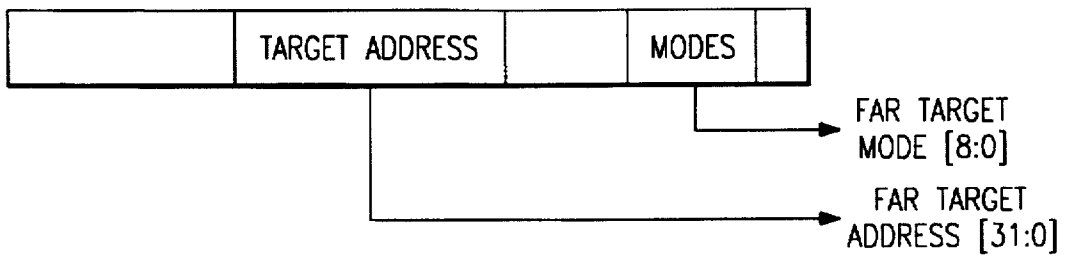 TARGET ADDRESS
MODES
FAR TARGET
MODE [8:0]
FAR TARGET
ADDRESS [31:0]